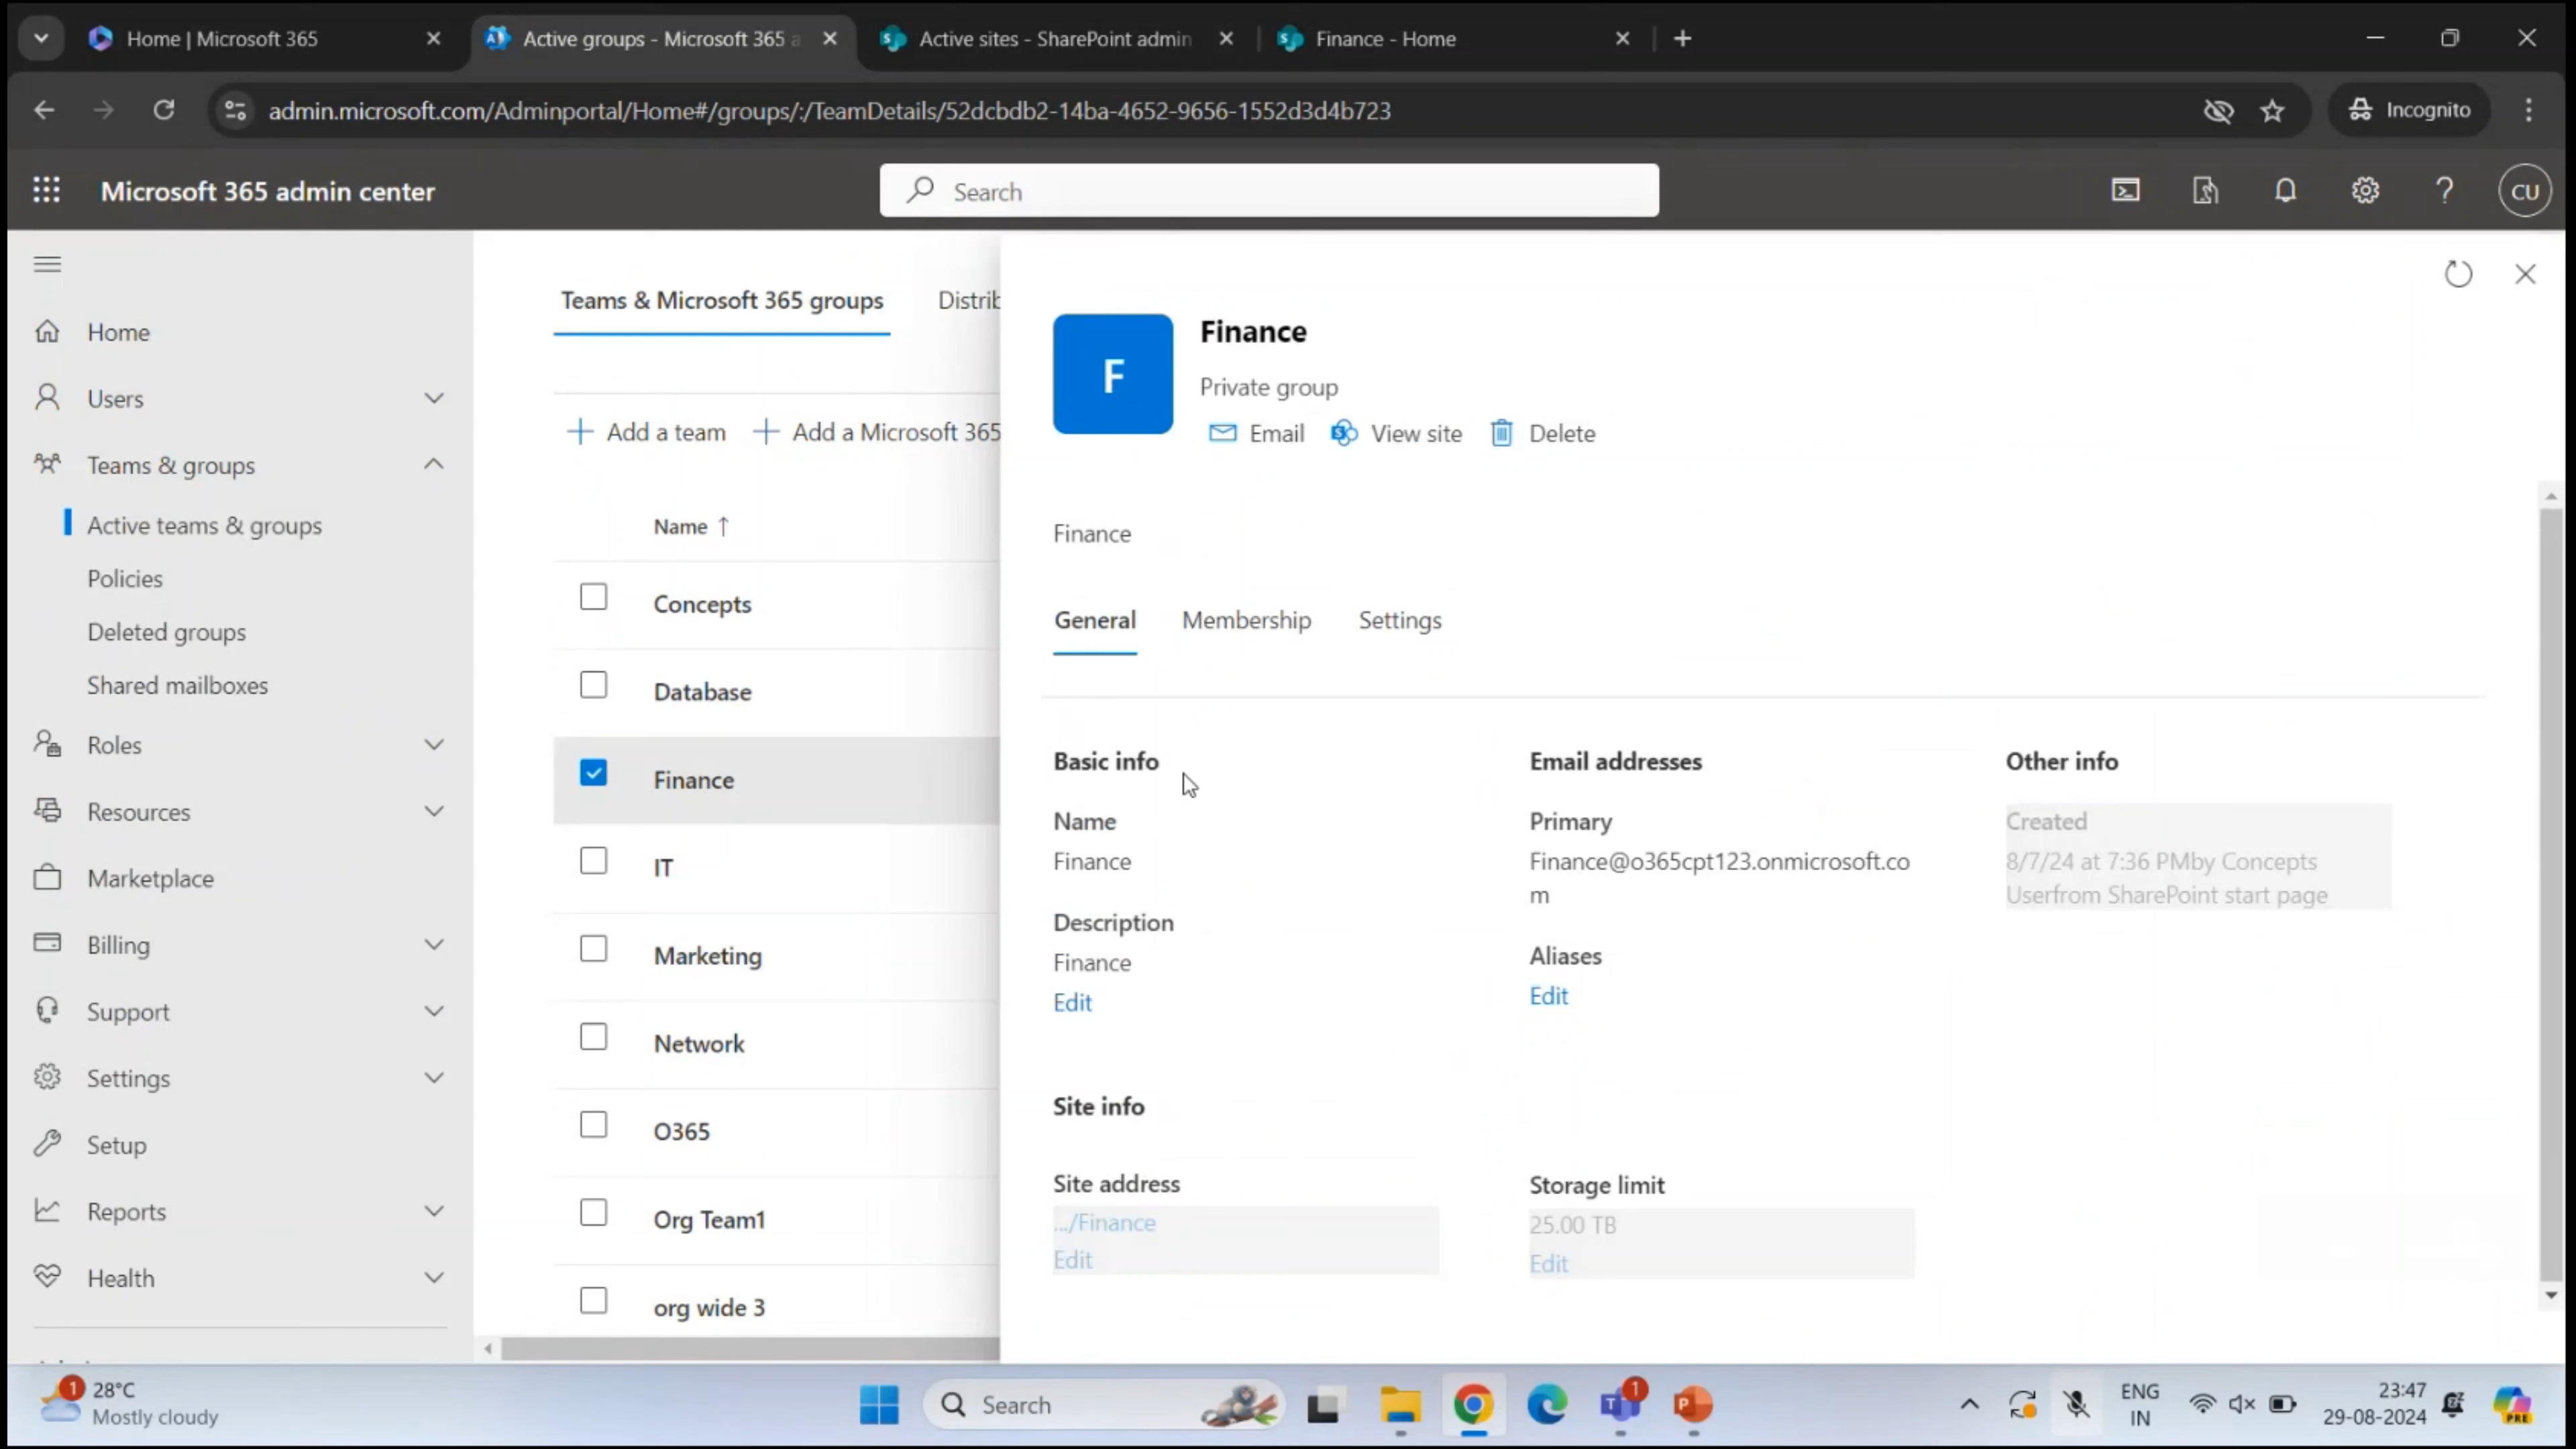 Home | Microsoft 365
Active groups - Microsoft 365 a
Active sites - SharePoint admin
Finance - Home
admin.microsoft.com/Adminportal/Home#/groups/:/TeamDetails/52dcbdb2-14ba-4652-9656-1552d3d4b723
Incognito
Microsoft 365 admin center
Search
CU
Home
Users
Teams & groups
Active teams & groups
Policies
Deleted groups
Shared mailboxes
Roles
Resources
Marketplace
Billing
Support
Settings
Setup
Reports
Health
Teams & Microsoft 365 groups
Distrib
Add a team
Add a Microsoft 365
Name ↑
Concepts
Database
Finance
IT
Marketing
Network
O365
Org Team1
org wide 3
F
Finance
Private group
Email
View site
Delete
Finance
General
Membership
Settings
Basic info
Name
Finance
Description
Finance
Edit
Email addresses
Primary
Finance@o365cpt123.onmicrosoft.co
m
Aliases
Edit
Other info
Created
8/7/24 at 7:36 PMby Concepts
Userfrom SharePoint start page
Site info
Site address
.../Finance
Edit
Storage limit
25.00 TB
Edit
1
28°C
Mostly cloudy
Search
1
ENG
IN
23:47
29-08-2024
PRE